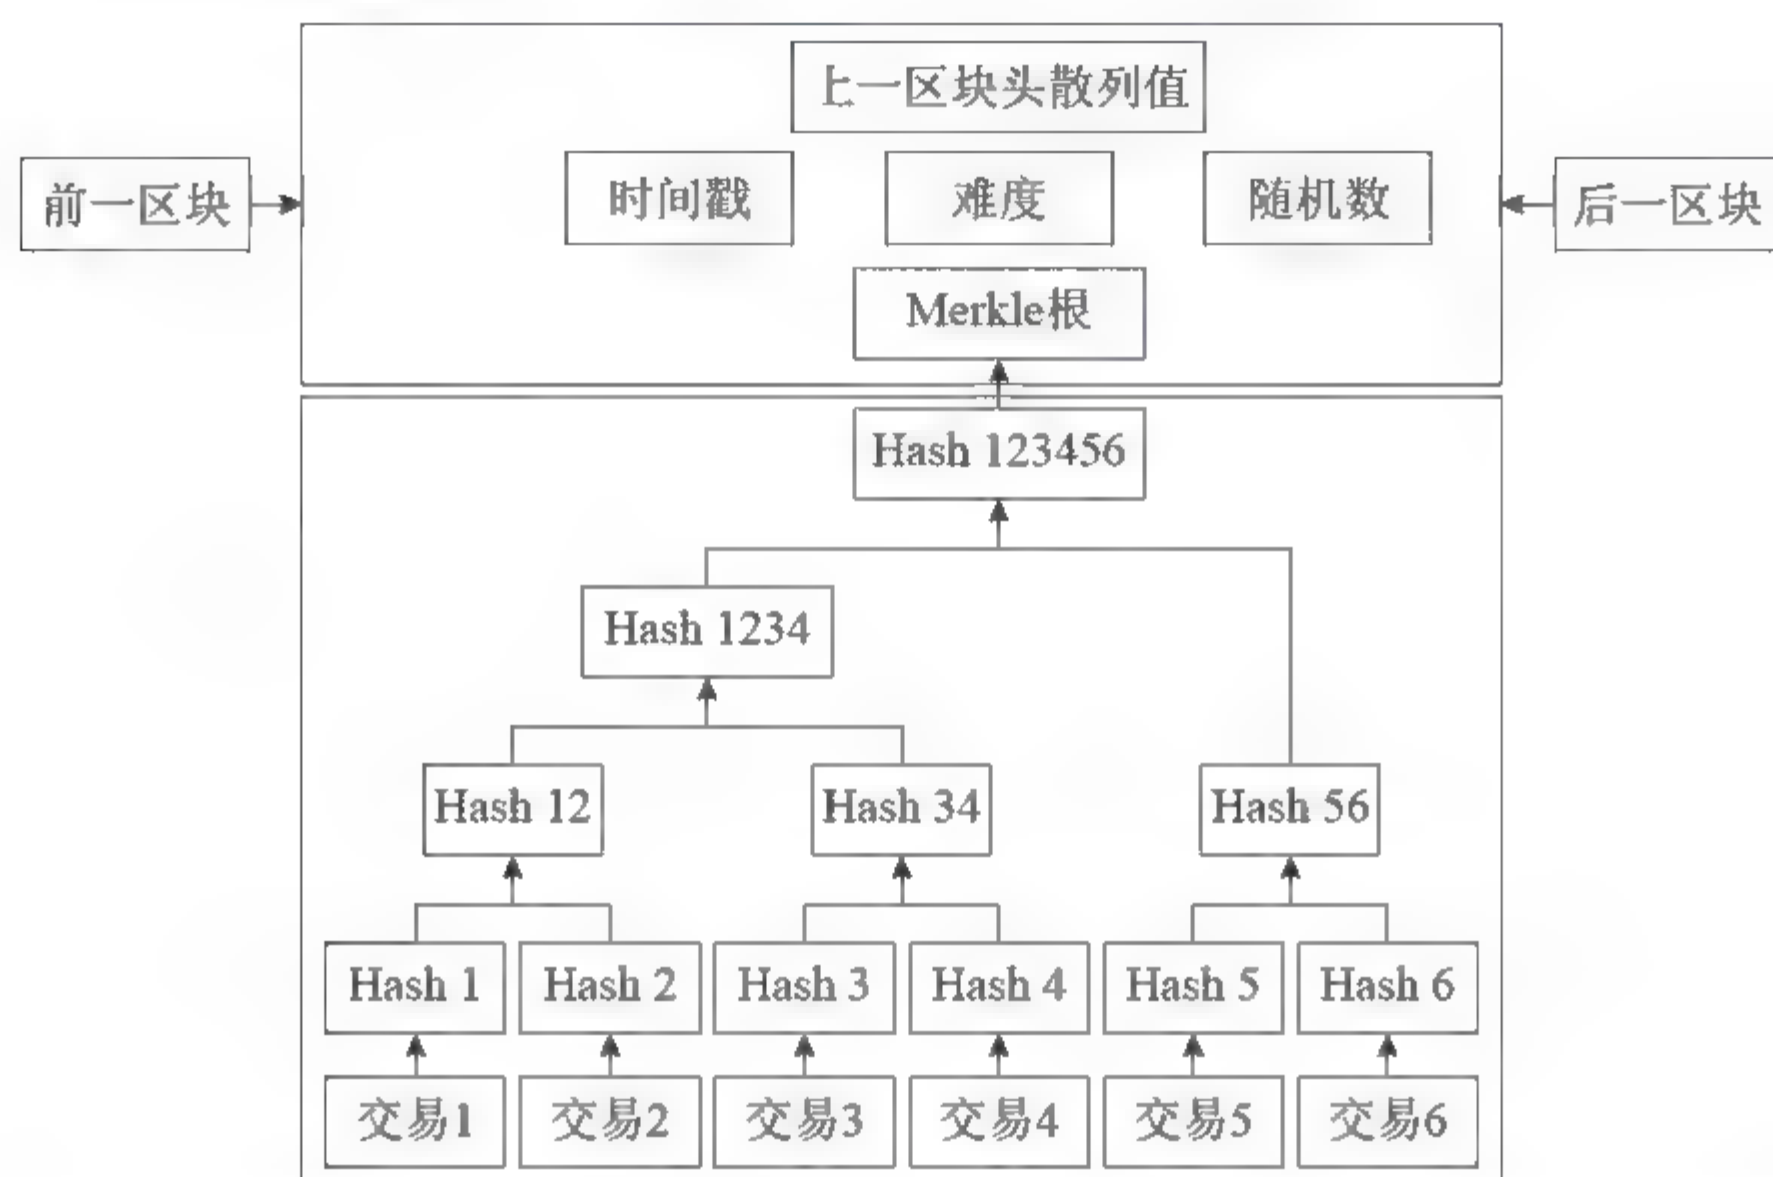 上一区块头散列值
前一区块
时间戳
难度
随机数
后一区块
Merkle根
Hash 123456
Hash 1234
Hash 12
Hash 34
Hash 56
Hash 1
Hash 2
Hash 3
Hash 4
Hash 5
Hash 6
交易1
交易2
交易3
交易4
交易5
交易6